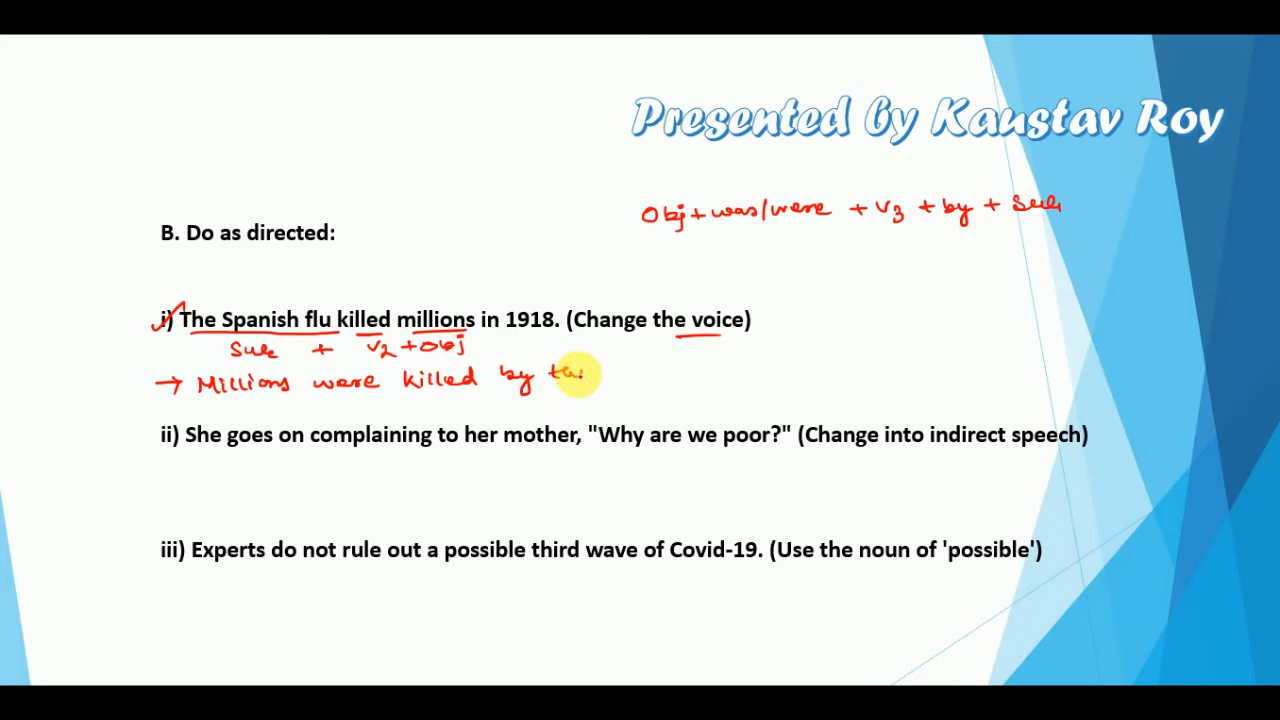 Presented by Kaustav Roy
Obj + was/were + V3 + by + Sub
B. Do as directed:
i) The Spanish flu killed millions in 1918. (Change the voice)
Sub + V2 + Obj
→ Millions were killed by
ii) She goes on complaining to her mother, "Why are we poor?" (Change into indirect speech)
iii) Experts do not rule out a possible third wave of Covid-19. (Use the noun of 'possible')